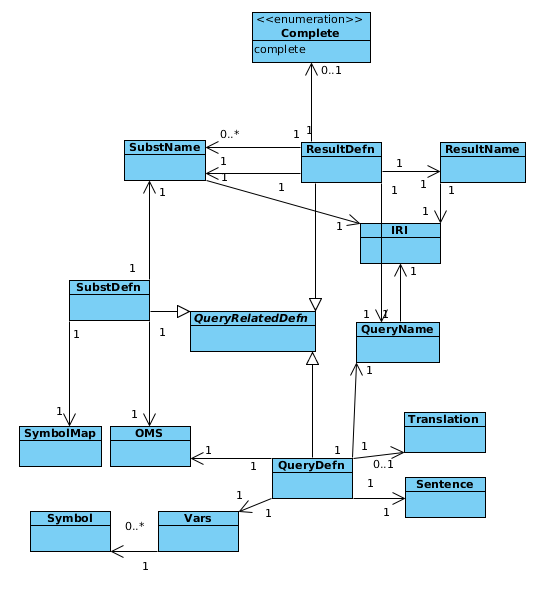 <<enumeration>>
Complete
complete
0..1
1
0..*
1
SubstName
ResultDefn
ResultName
1
1
1
1
1
1
1
1
1
IRI
1
1
1
SubstDefn
QueryRelatedDefn
1
1
QueryName
1
1
1
1
1
Translation
SymbolMap
OMS
1
1
1
1
0..1
QueryDefn
1
Sentence
1
1
1
Symbol
0..*
Vars
1